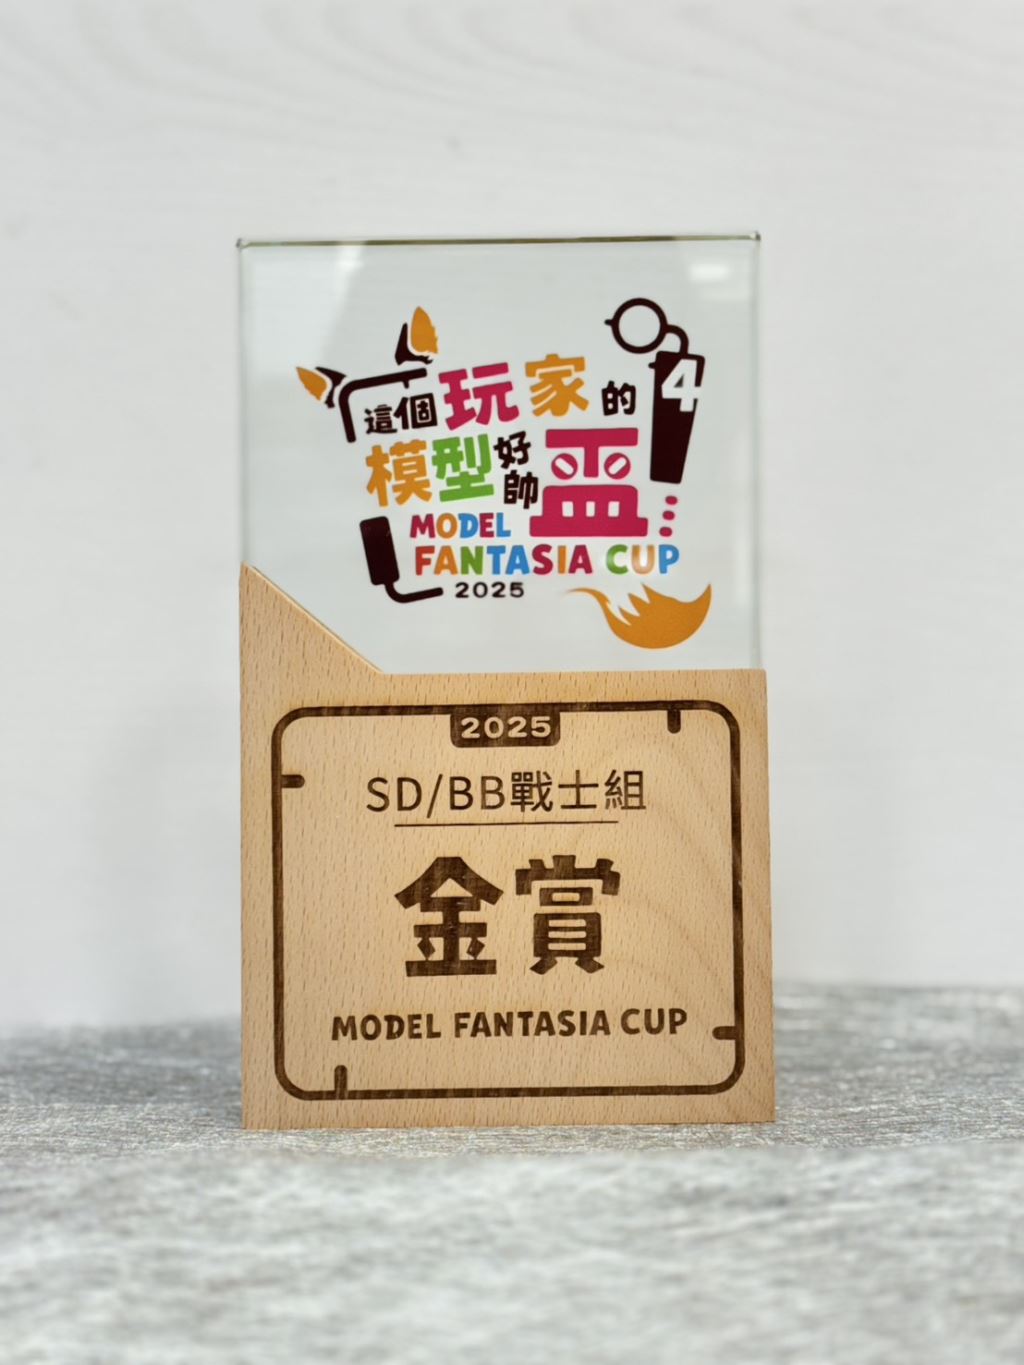 這個玩家的
4
模型好帥盃
MODEL
FANTASIA CUP
2025
2025
SD/BB戰士組
金賞
MODEL FANTASIA CUP